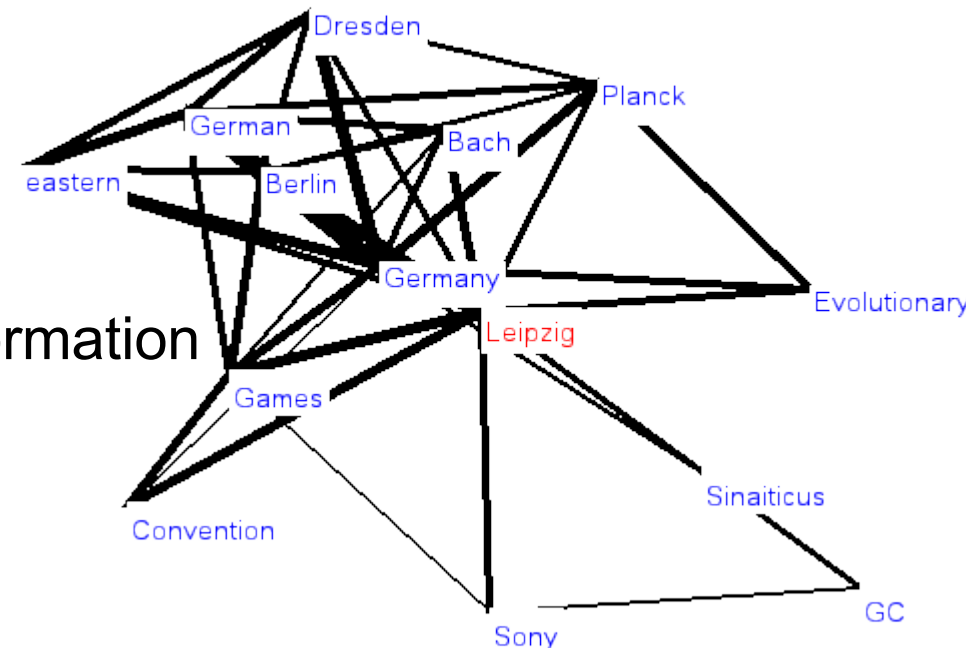 Dresden
Planck
German
Bach
eastern
Berlin
Germany
Evolutionary
rmation
Leipzig
Games
Sinaiticus
Convention
GC
Sony